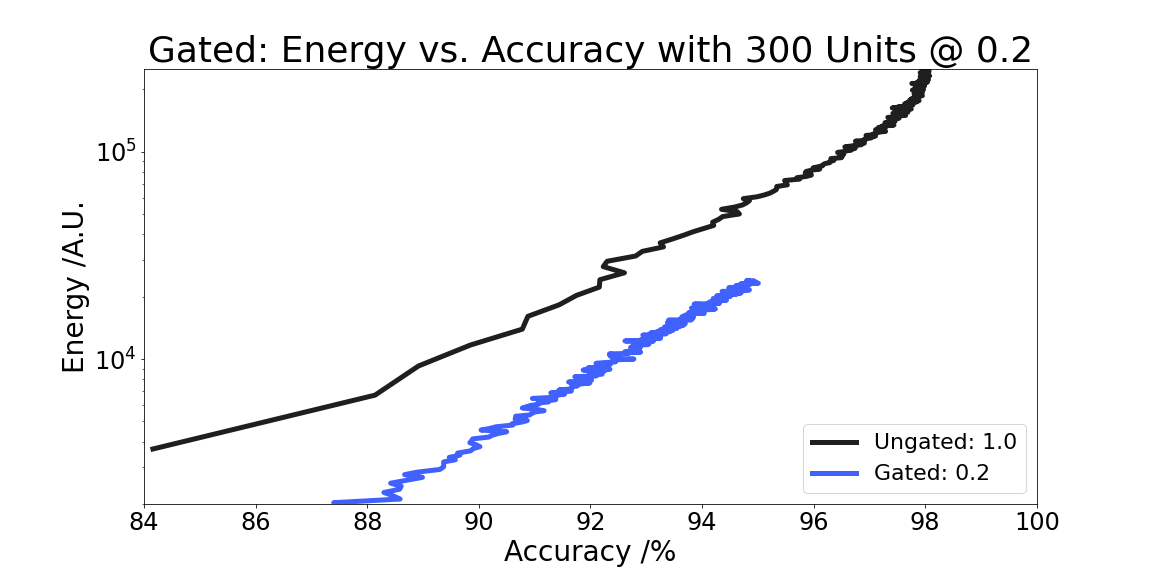 Gated: Energy vs. Accuracy with 300 Units @ 0.2
10^5
10^4
Energy /A.U.
84 86 88 90 92 94 96 98 100
Accuracy /%
Ungated: 1.0
Gated: 0.2